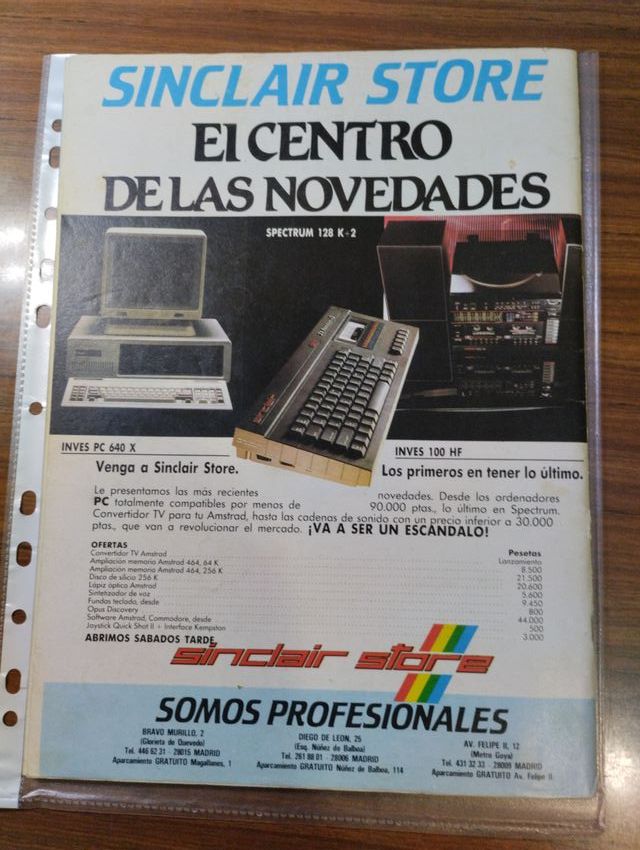 SINCLAIR STORE
El CENTRO
DE LAS NOVEDADES
SPECTRUM 128 K+2
sinclair
INVES PC 640 X
INVES 100 HF
Venga a Sinclair Store.
Los primeros en tener lo último.
Le presentamos las más recientes novedades. Desde los ordenadores
PC totalmente compatibles por menos de 90.000 ptas., lo último en Spectrum.
Convertidor TV para tu Amstrad, hasta las cadenas de sonido con un precio inferior a 30.000
ptas., que van a revolucionar el mercado. ¡VA A SER UN ESCANDALO!
OFERTAS Pesetas
Convertidor TV Amstrad Lanzamiento
Ampliación memoria Amstrad 464, 64 K 8.500
Ampliación memoria Amstrad 464, 256 K 21.500
Disco de silicio 256 K 20.600
Lápiz óptico Amstrad 5.600
Sintetizador de voz 9.450
Fundas teclado, desde 800
Opus Discovery 44.000
Software Amstrad, Commodore, desde 500
Joystick Quick Shot II + Interface Kempston 3.000
ABRIMOS SABADOS TARDE
sinclair store
SOMOS PROFESIONALES
BRAVO MURILLO, 2
(Glorieta de Quevedo)
Tel. 446 62 31 - 28015 MADRID
Aparcamiento GRATUITO Magallanes, 1
DIEGO DE LEON, 25
(Esq. Núñez de Balboa)
Tel. 261 88 01 - 28006 MADRID
Aparcamiento GRATUITO Núñez de Balboa, 114
AV. FELIPE II, 12
(Metro Goya)
Tel. 431 32 33 - 28009 MADRID
Aparcamiento GRATUITO Av. Felipe II